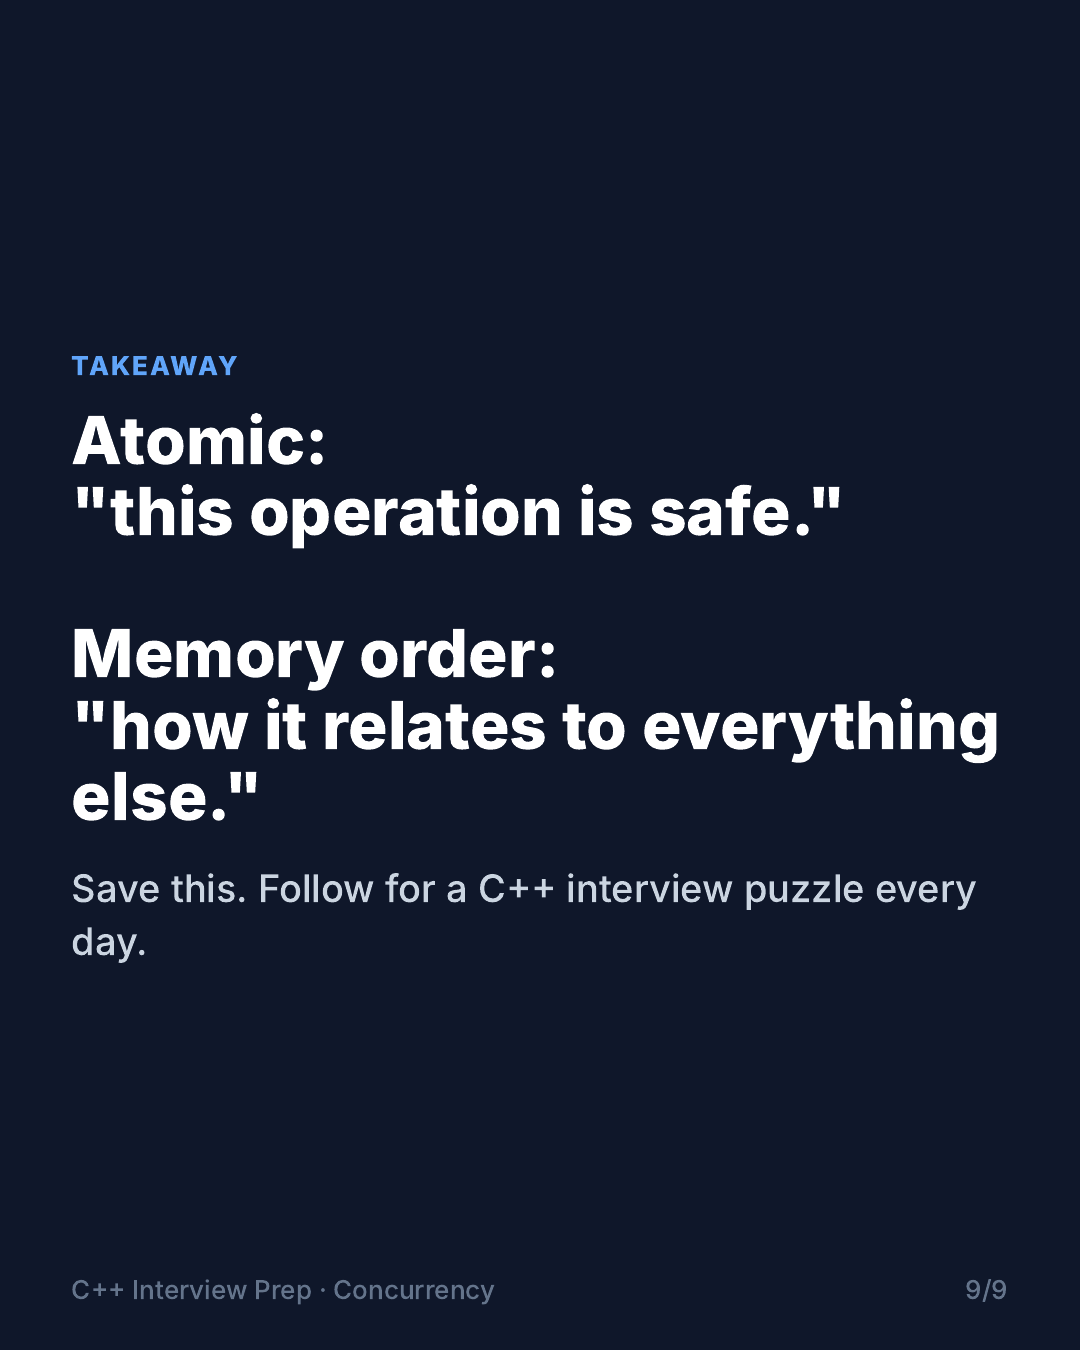 TAKEAWAY
Atomic:
"this operation is safe."
Memory order:
"how it relates to everything
else."
Save this. Follow for a C++ interview puzzle every
day.
C++ Interview Prep · Concurrency
9/9